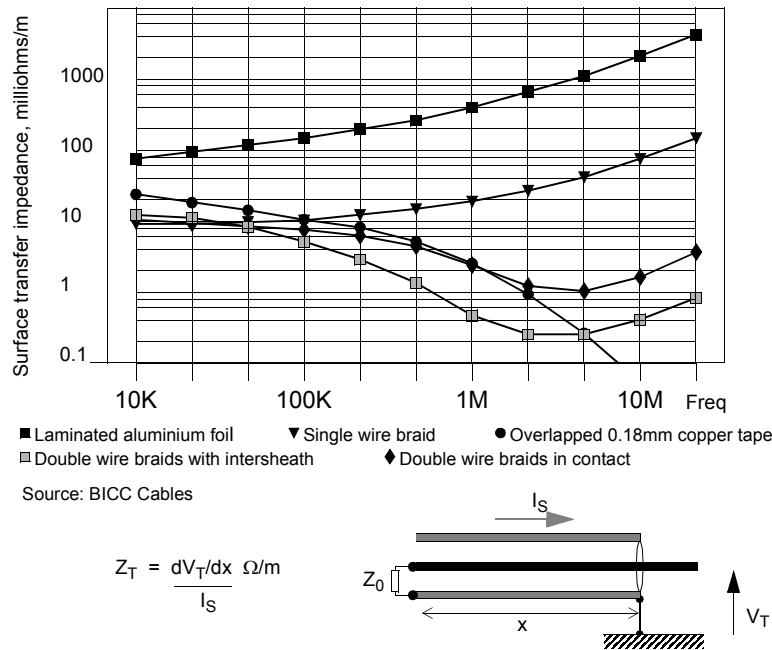 Surface transfer impedance, milliohms/m
1000
100
10
1
0.1
10K 100K 1M 10M Freq
Laminated aluminium foil Single wire braid Overlapped 0.18mm copper tape
Double wire braids with intersheath Double wire braids in contact
Source: BICC Cables
I_S
Z_T = dV_T/dx Ω/m
I_S
Z_0
x
V_T